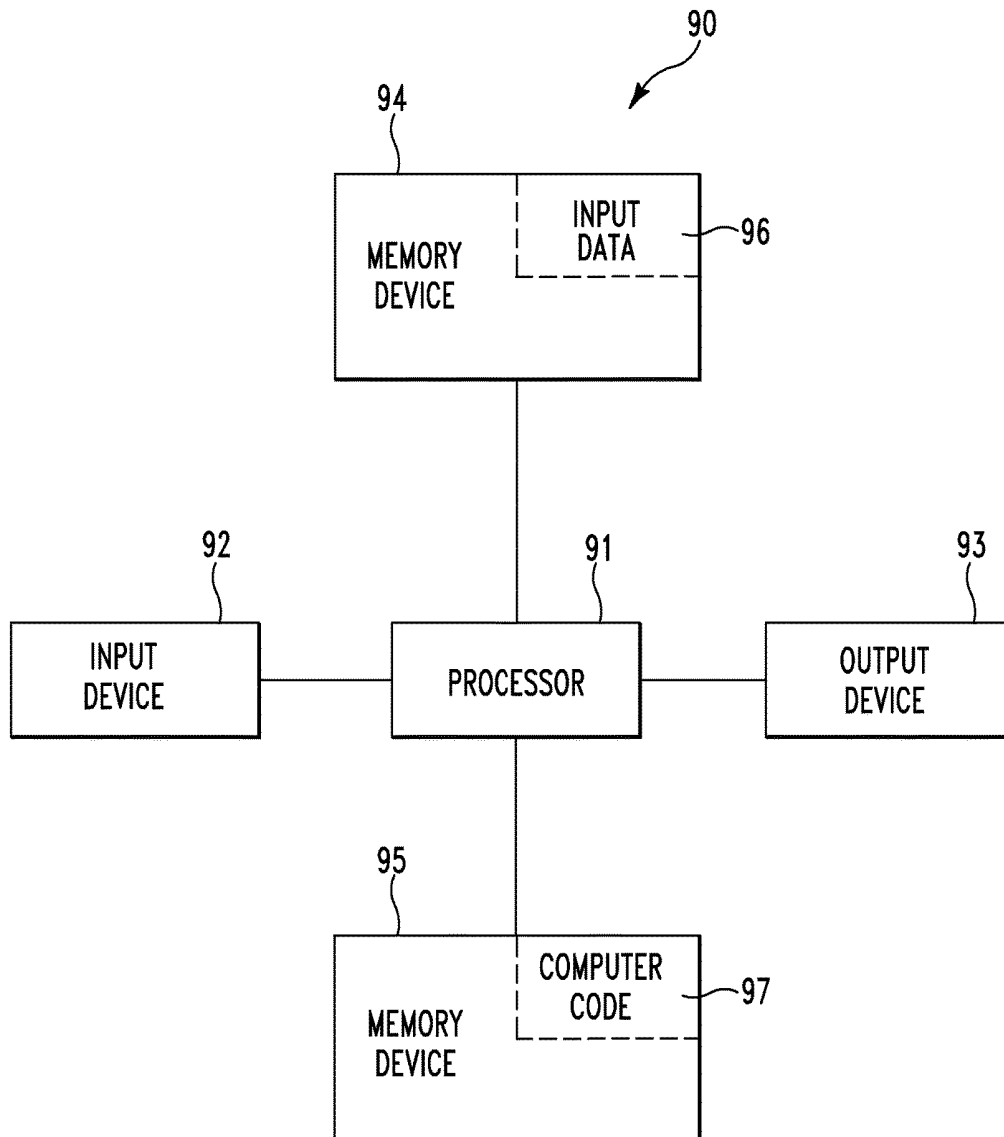 90
94
INPUT
DATA
96
MEMORY
DEVICE
92
91
93
INPUT
DEVICE
PROCESSOR
OUTPUT
DEVICE
95
COMPUTER
CODE
97
MEMORY
DEVICE